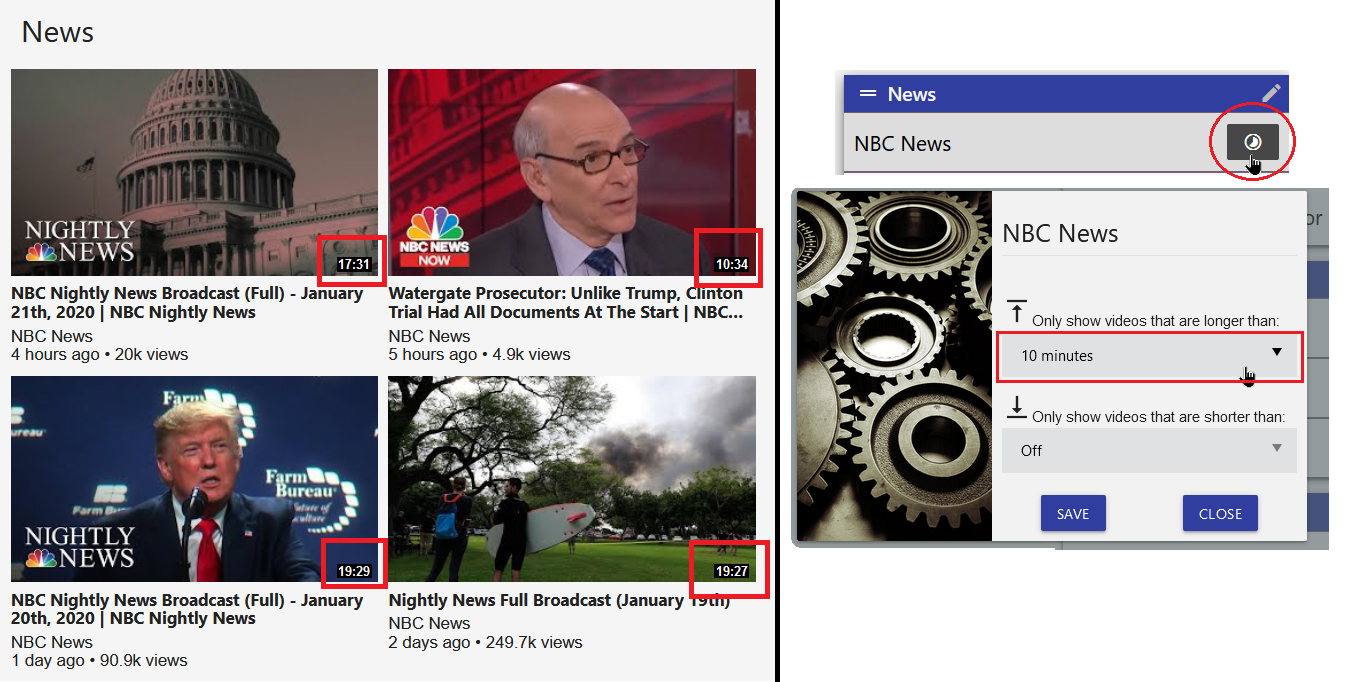 News
NIGHTLY
NEWS
17:31
NBC NEWS
NOW
10:34
NBC Nightly News Broadcast (Full) - January
21th, 2020 | NBC Nightly News
NBC News
4 hours ago • 20k views
Watergate Prosecutor: Unlike Trump, Clinton
Trial Had All Documents At The Start | NBC...
NBC News
5 hours ago • 4.9k views
Farm
Bureau
Farm
Bureau
NIGHTLY
NEWS
19:29
19:27
NBC Nightly News Broadcast (Full) - January
20th, 2020 | NBC Nightly News
NBC News
1 day ago • 90.9k views
Nightly News Full Broadcast (January 19th)
NBC News
2 days ago • 249.7k views
News
NBC News
NBC News
Only show videos that are longer than:
10 minutes
Only show videos that are shorter than:
Off
SAVE
CLOSE